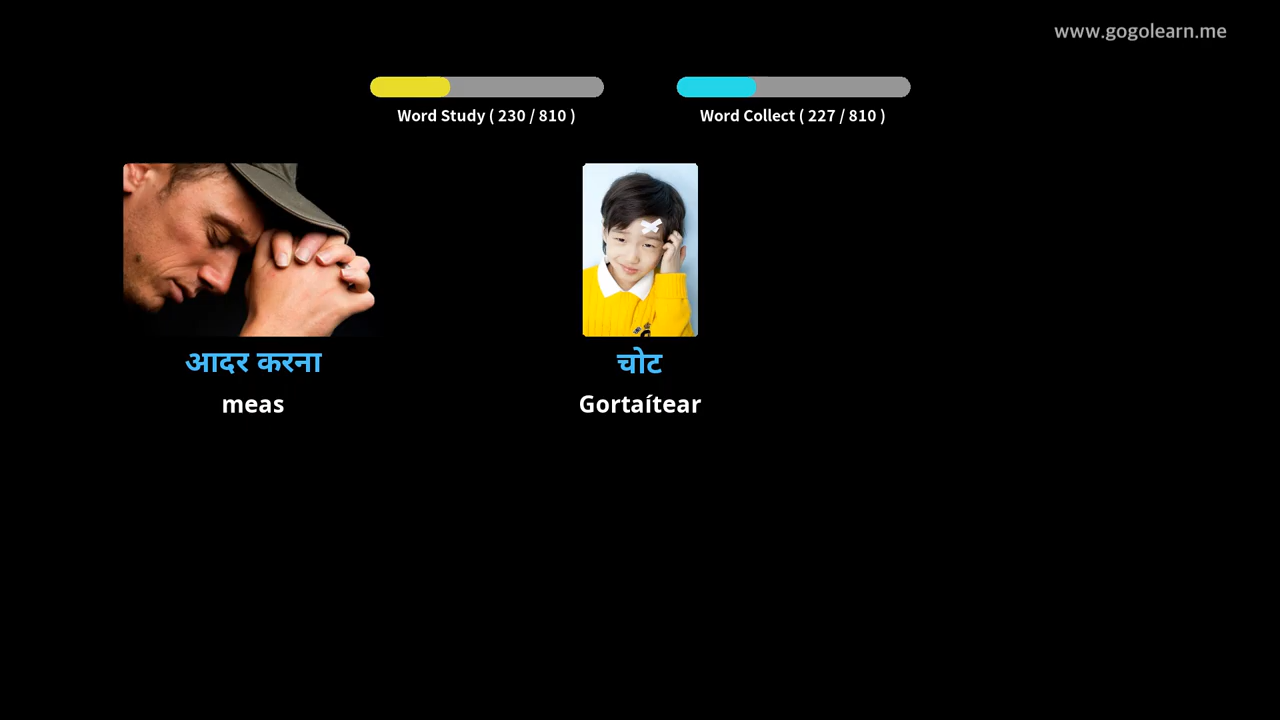 www.gogolearn.me
Word Study ( 230 / 810 )
Word Collect ( 227 / 810 )
आदर करना
चोट
meas
Gortaítear